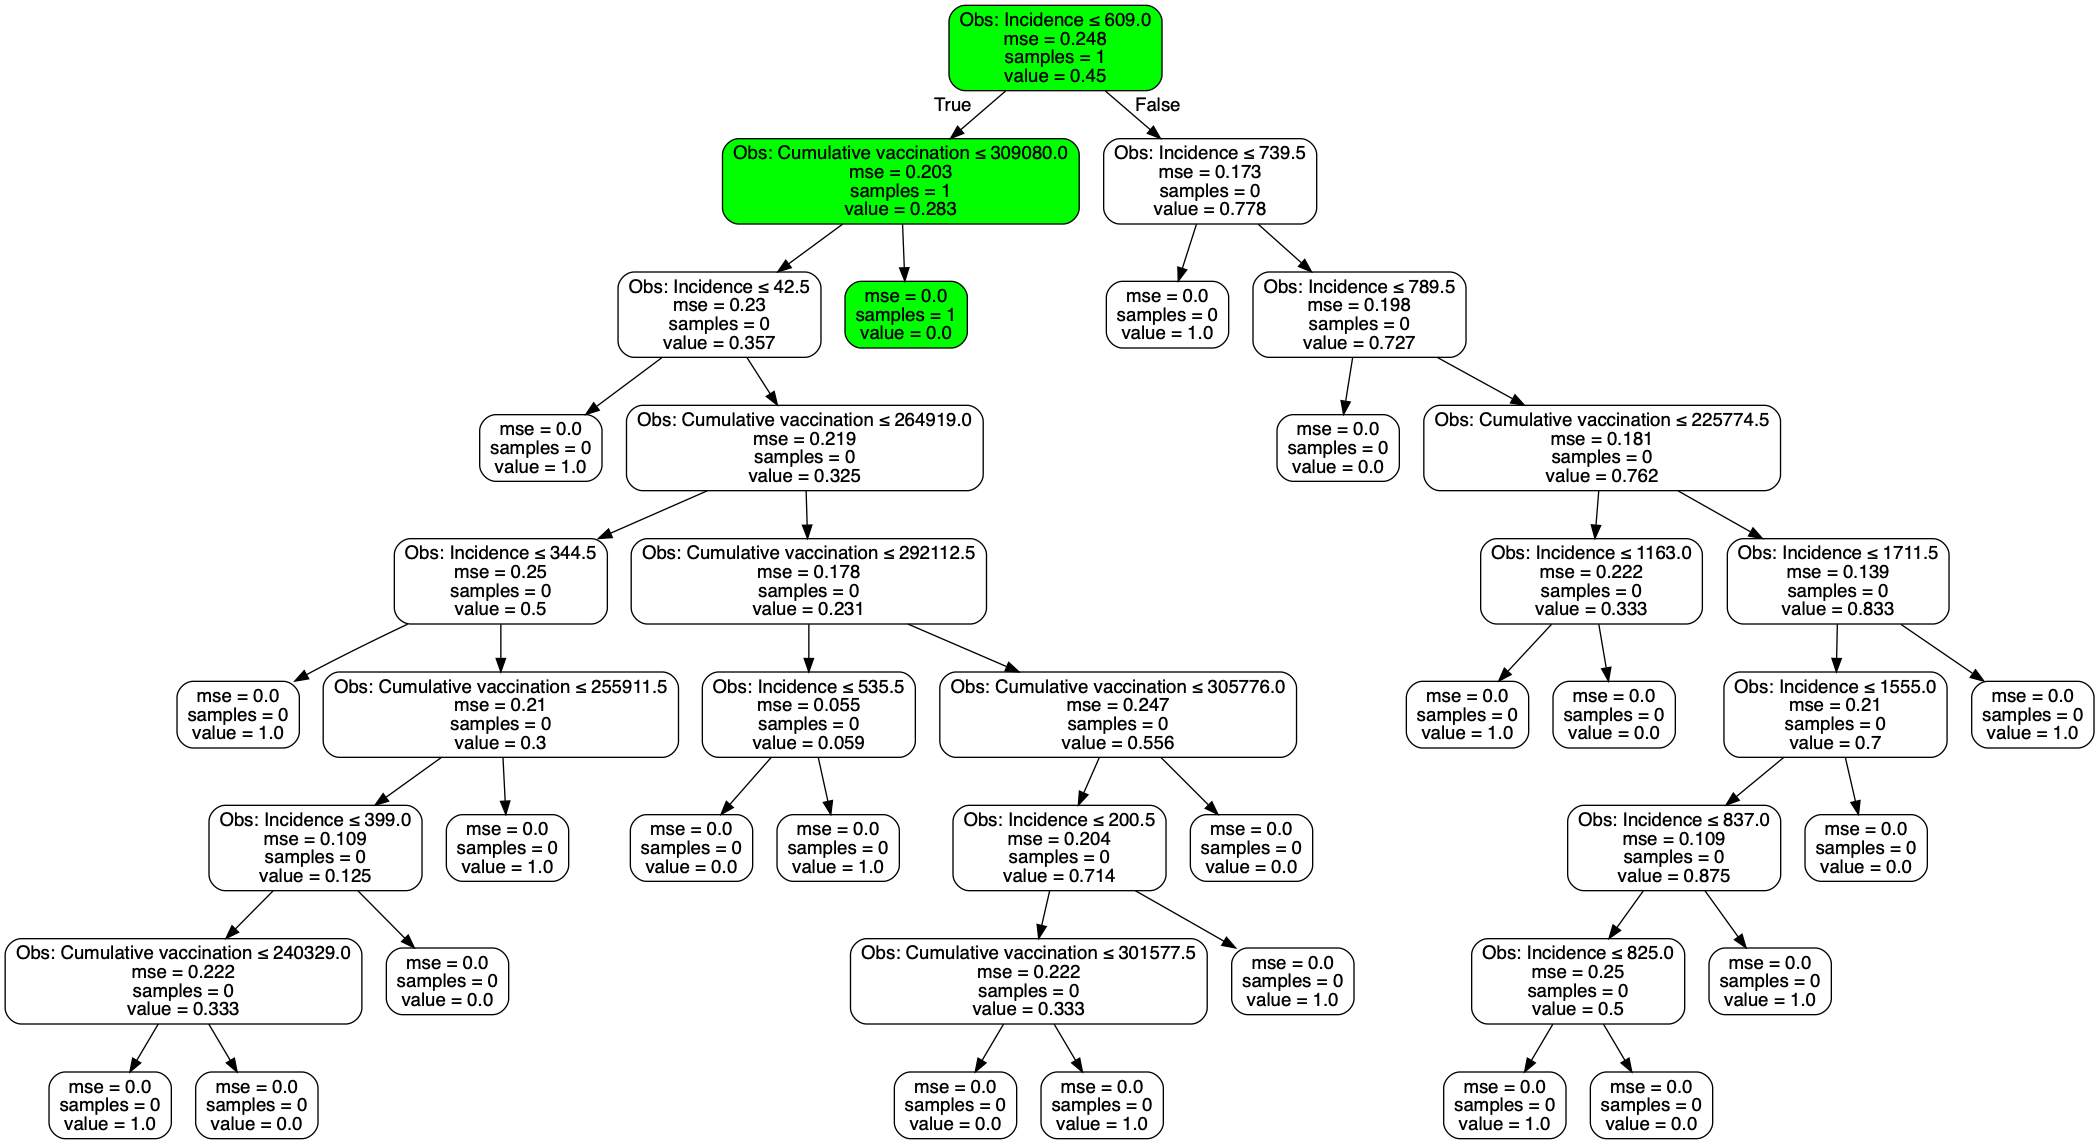 Obs: Incidence ≤ 609.0
mse = 0.248
samples = 1
value = 0.45
True
False
Obs: Cumulative vaccination ≤ 309080.0
mse = 0.203
samples = 1
value = 0.283
Obs: Incidence ≤ 739.5
mse = 0.173
samples = 0
value = 0.778
Obs: Incidence ≤ 42.5
mse = 0.23
samples = 0
value = 0.357
mse = 0.0
samples = 1
value = 0.0
mse = 0.0
samples = 0
value = 1.0
Obs: Incidence ≤ 789.5
mse = 0.198
samples = 0
value = 0.727
mse = 0.0
samples = 0
value = 1.0
Obs: Cumulative vaccination ≤ 264919.0
mse = 0.219
samples = 0
value = 0.325
mse = 0.0
samples = 0
value = 0.0
Obs: Cumulative vaccination ≤ 225774.5
mse = 0.181
samples = 0
value = 0.762
Obs: Incidence ≤ 344.5
mse = 0.25
samples = 0
value = 0.5
Obs: Cumulative vaccination ≤ 292112.5
mse = 0.178
samples = 0
value = 0.231
Obs: Incidence ≤ 1163.0
mse = 0.222
samples = 0
value = 0.333
Obs: Incidence ≤ 1711.5
mse = 0.139
samples = 0
value = 0.833
mse = 0.0
samples = 0
value = 1.0
Obs: Cumulative vaccination ≤ 255911.5
mse = 0.21
samples = 0
value = 0.3
Obs: Incidence ≤ 535.5
mse = 0.055
samples = 0
value = 0.059
Obs: Cumulative vaccination ≤ 305776.0
mse = 0.247
samples = 0
value = 0.556
mse = 0.0
samples = 0
value = 1.0
mse = 0.0
samples = 0
value = 0.0
Obs: Incidence ≤ 1555.0
mse = 0.21
samples = 0
value = 0.7
mse = 0.0
samples = 0
value = 1.0
Obs: Incidence ≤ 399.0
mse = 0.109
samples = 0
value = 0.125
mse = 0.0
samples = 0
value = 1.0
mse = 0.0
samples = 0
value = 0.0
mse = 0.0
samples = 0
value = 1.0
Obs: Incidence ≤ 200.5
mse = 0.204
samples = 0
value = 0.714
mse = 0.0
samples = 0
value = 0.0
Obs: Incidence ≤ 837.0
mse = 0.109
samples = 0
value = 0.875
mse = 0.0
samples = 0
value = 0.0
Obs: Cumulative vaccination ≤ 240329.0
mse = 0.222
samples = 0
value = 0.333
mse = 0.0
samples = 0
value = 0.0
Obs: Cumulative vaccination ≤ 301577.5
mse = 0.222
samples = 0
value = 0.333
mse = 0.0
samples = 0
value = 1.0
Obs: Incidence ≤ 825.0
mse = 0.25
samples = 0
value = 0.5
mse = 0.0
samples = 0
value = 1.0
mse = 0.0
samples = 0
value = 1.0
mse = 0.0
samples = 0
value = 0.0
mse = 0.0
samples = 0
value = 0.0
mse = 0.0
samples = 0
value = 1.0
mse = 0.0
samples = 0
value = 1.0
mse = 0.0
samples = 0
value = 0.0